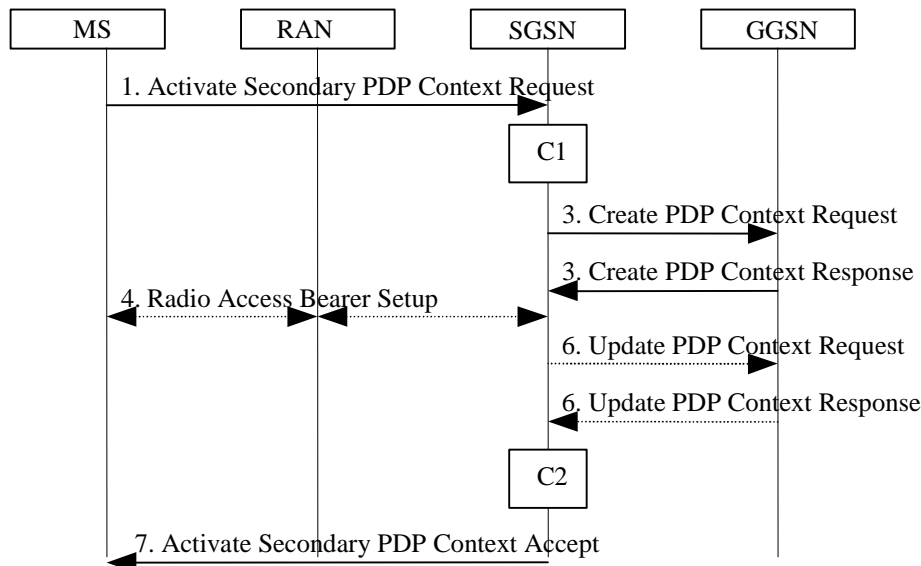 MS RAN SGSN GGSN
1. Activate Secondary PDP Context Request
C1
3. Create PDP Context Request
3. Create PDP Context Response
4. Radio Access Bearer Setup
6. Update PDP Context Request
6. Update PDP Context Response
C2
7. Activate Secondary PDP Context Accept